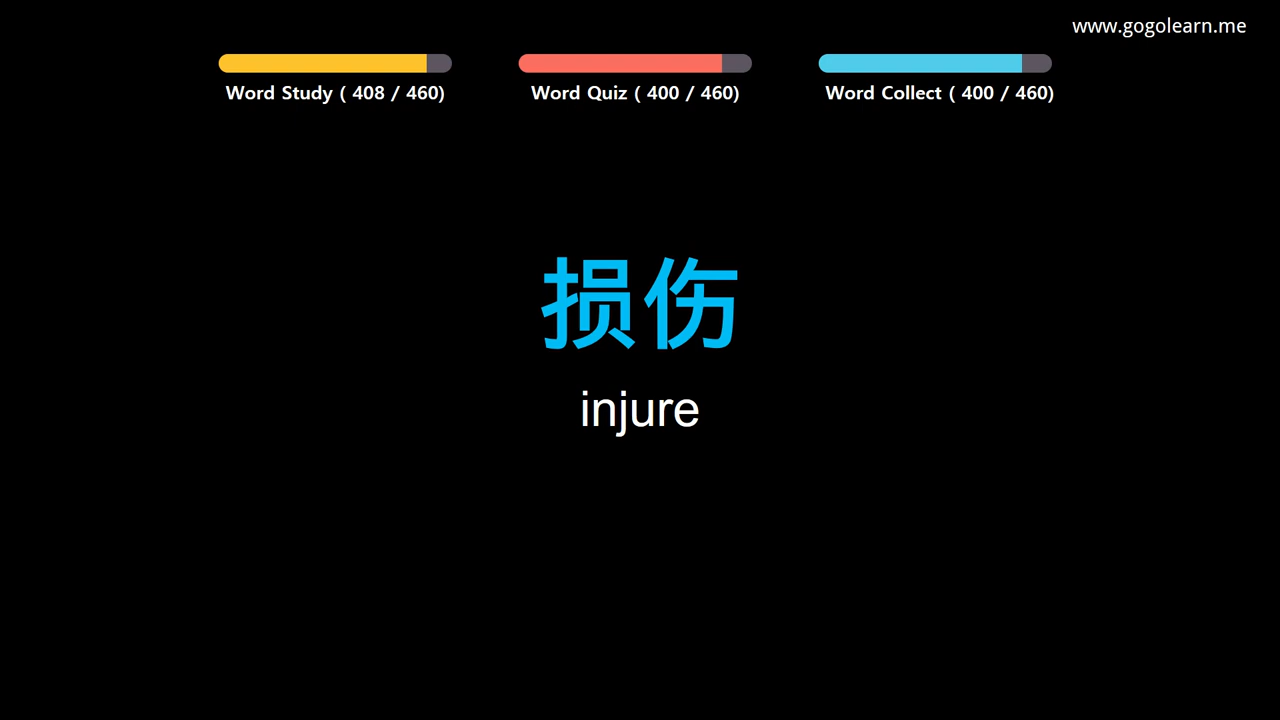 www.gogolearn.me
Word Study ( 408 / 460)
Word Quiz ( 400 / 460)
Word Collect ( 400 / 460)
损伤
injure